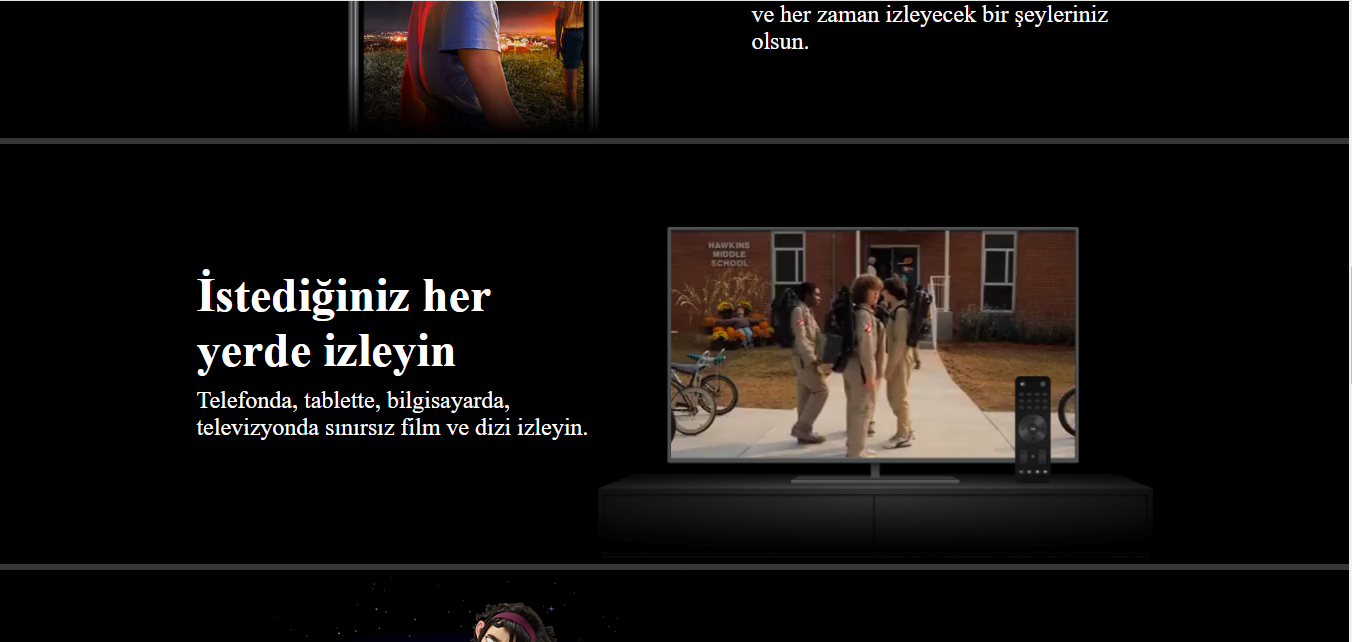 ve her zaman izleyecek bir şeyleriniz
olsun.
HAWKINS
MIDDLE
SCHOOL
İstediğiniz her
yerde izleyin
Telefonda, tablette, bilgisayarda,
televizyonda sınırsız film ve dizi izleyin.